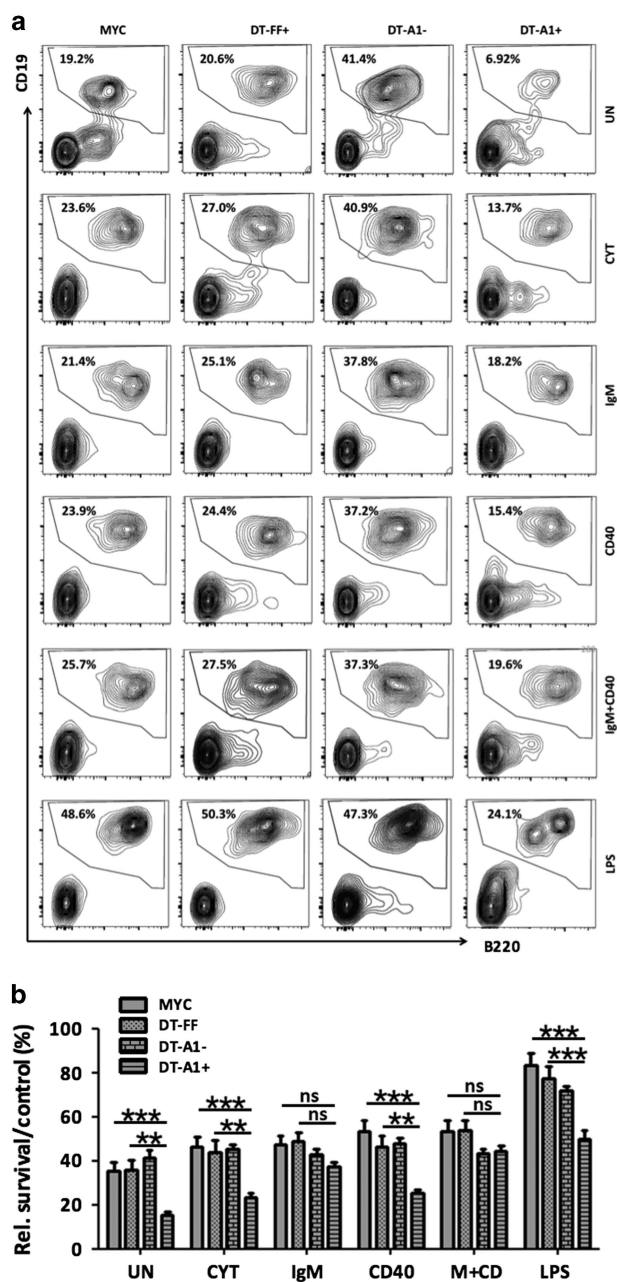 a
MYC DT-FF+ DT-A1- DT-A1+
CD19
19.2% 20.6% 41.4% 6.92% UN
23.6% 27.0% 40.9% 13.7% CYT
21.4% 25.1% 37.8% 18.2% IgM
23.9% 24.4% 37.2% 15.4% CD40
25.7% 27.5% 37.3% 19.6% IgM+CD40
48.6% 50.3% 47.3% 24.1% LPS
B220
b
MYC
DT-FF
DT-A1-
DT-A1+
Rel. survival/control (%)
100
80
60
40
20
0
*** ** *** ** ns ns *** ** ns ns *** ***
UN CYT IgM CD40 M+CD LPS